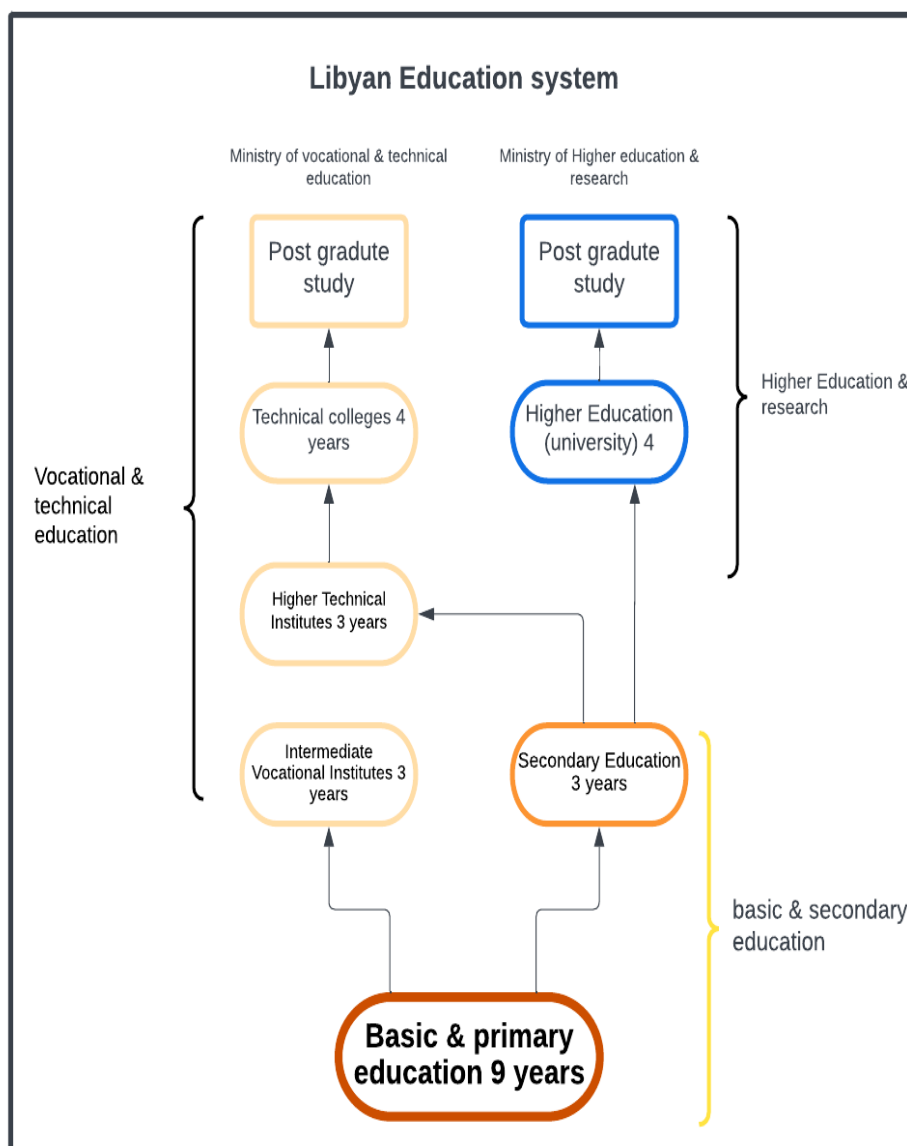 Libyan Education system
Ministry of vocational & technical
education
Ministry of Higher education &
research
Post gradute
study
Post gradute
study
Technical colleges 4
years
Higher Education
(university) 4
Higher Education &
research
Vocational &
technical
education
Higher Technical
Institutes 3 years
Intermediate
Vocational Institutes 3
years
Secondary Education
3 years
basic & secondary
education
Basic & primary
education 9 years